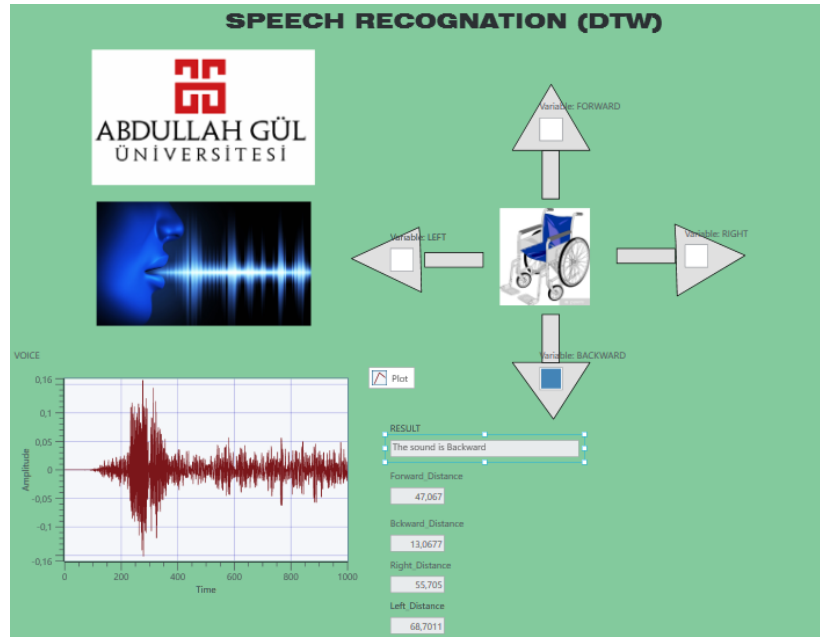 SPEECH RECOGNATION (DTW)
ABDULLAH GÜL
ÜNİVERSİTESİ
Variable: FORWARD
Variable: LEFT
Variable: RIGHT
Variable: BACKWARD
VOICE
Plot
0,16
0,1
0,05
0
-0,05
-0,1
-0,16
Amplitude
0
200
400
600
800
1000
Time
RESULT
The sound is Backward
Forward_Distance
47,067
Bckward_Distance
13,0677
Right_Distance
55,705
Left_Distance
68,7011